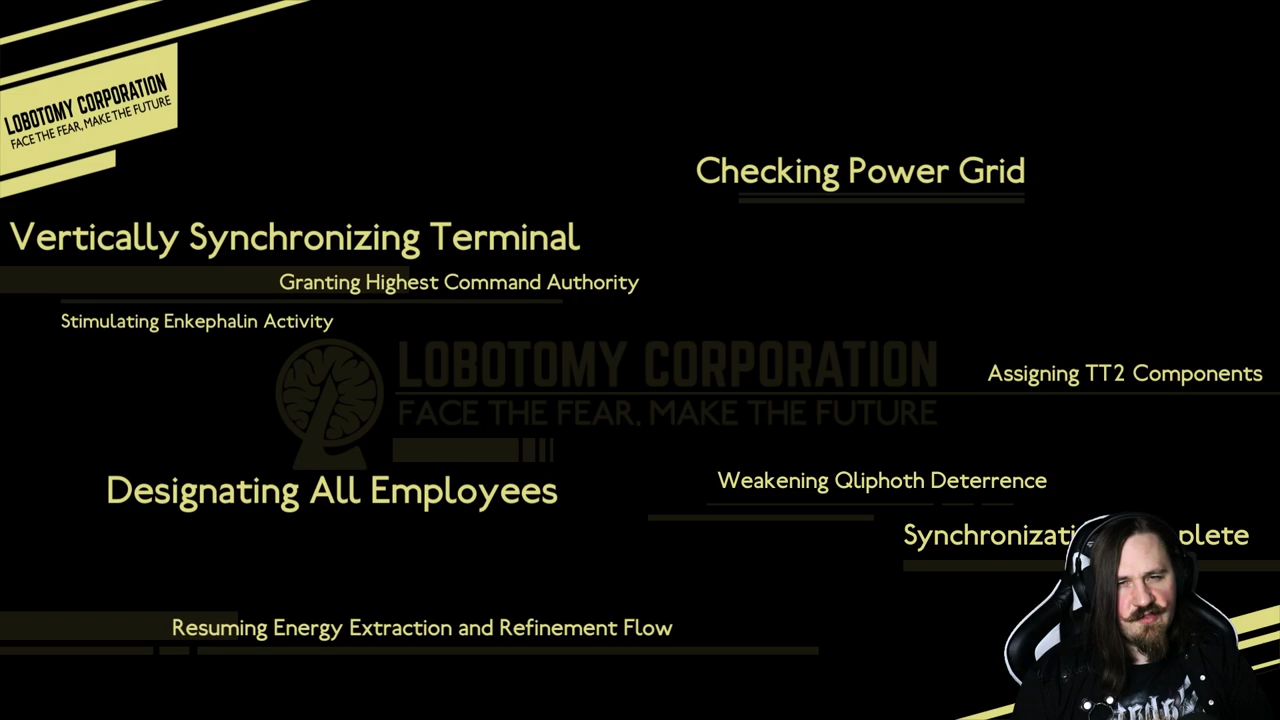 LOBOTOMY CORPORATION
FACE THE FEAR, MAKE THE FUTURE
Checking Power Grid
Vertically Synchronizing Terminal
Granting Highest Command Authority
Stimulating Enkephalin Activity
LOBOTOMY CORPORATION
FACE THE FEAR, MAKE THE FUTURE
Assigning TT2 Components
Designating All Employees
Weakening Qliphoth Deterrence
Resuming Energy Extraction and Refinement Flow